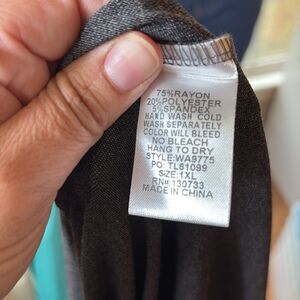 75%RAYON
20%POLYESTER
5%SPANDEX
HAND WASH COLD
WASH SEPARATELY
COLOR WILL BLEED
NO BLEACH
HANG TO DRY
STYLE:WA9775
PO: TL61099
SIZE:1XL
RN#:130733
MADE IN CHINA